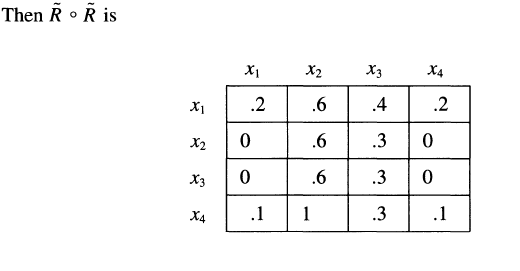 Then R̃ ∘ R̃ is
x₁ x₂ x₃ x₄
x₁ .2 .6 .4 .2
x₂ 0 .6 .3 0
x₃ 0 .6 .3 0
x₄ .1 1 .3 .1